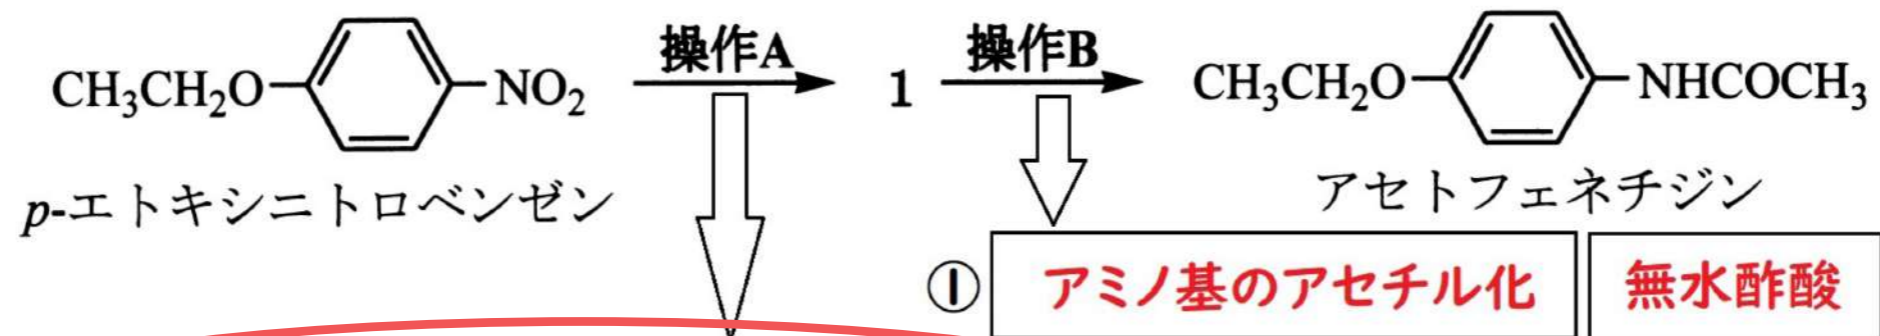 操作A 操作B
CH₃CH₂O NO₂ 1 CH₃CH₂O NHCOCH₃
p-エトキシニトロベンゼン アセトフェネチジン
① アミノ基のアセチル化 無水酢酸